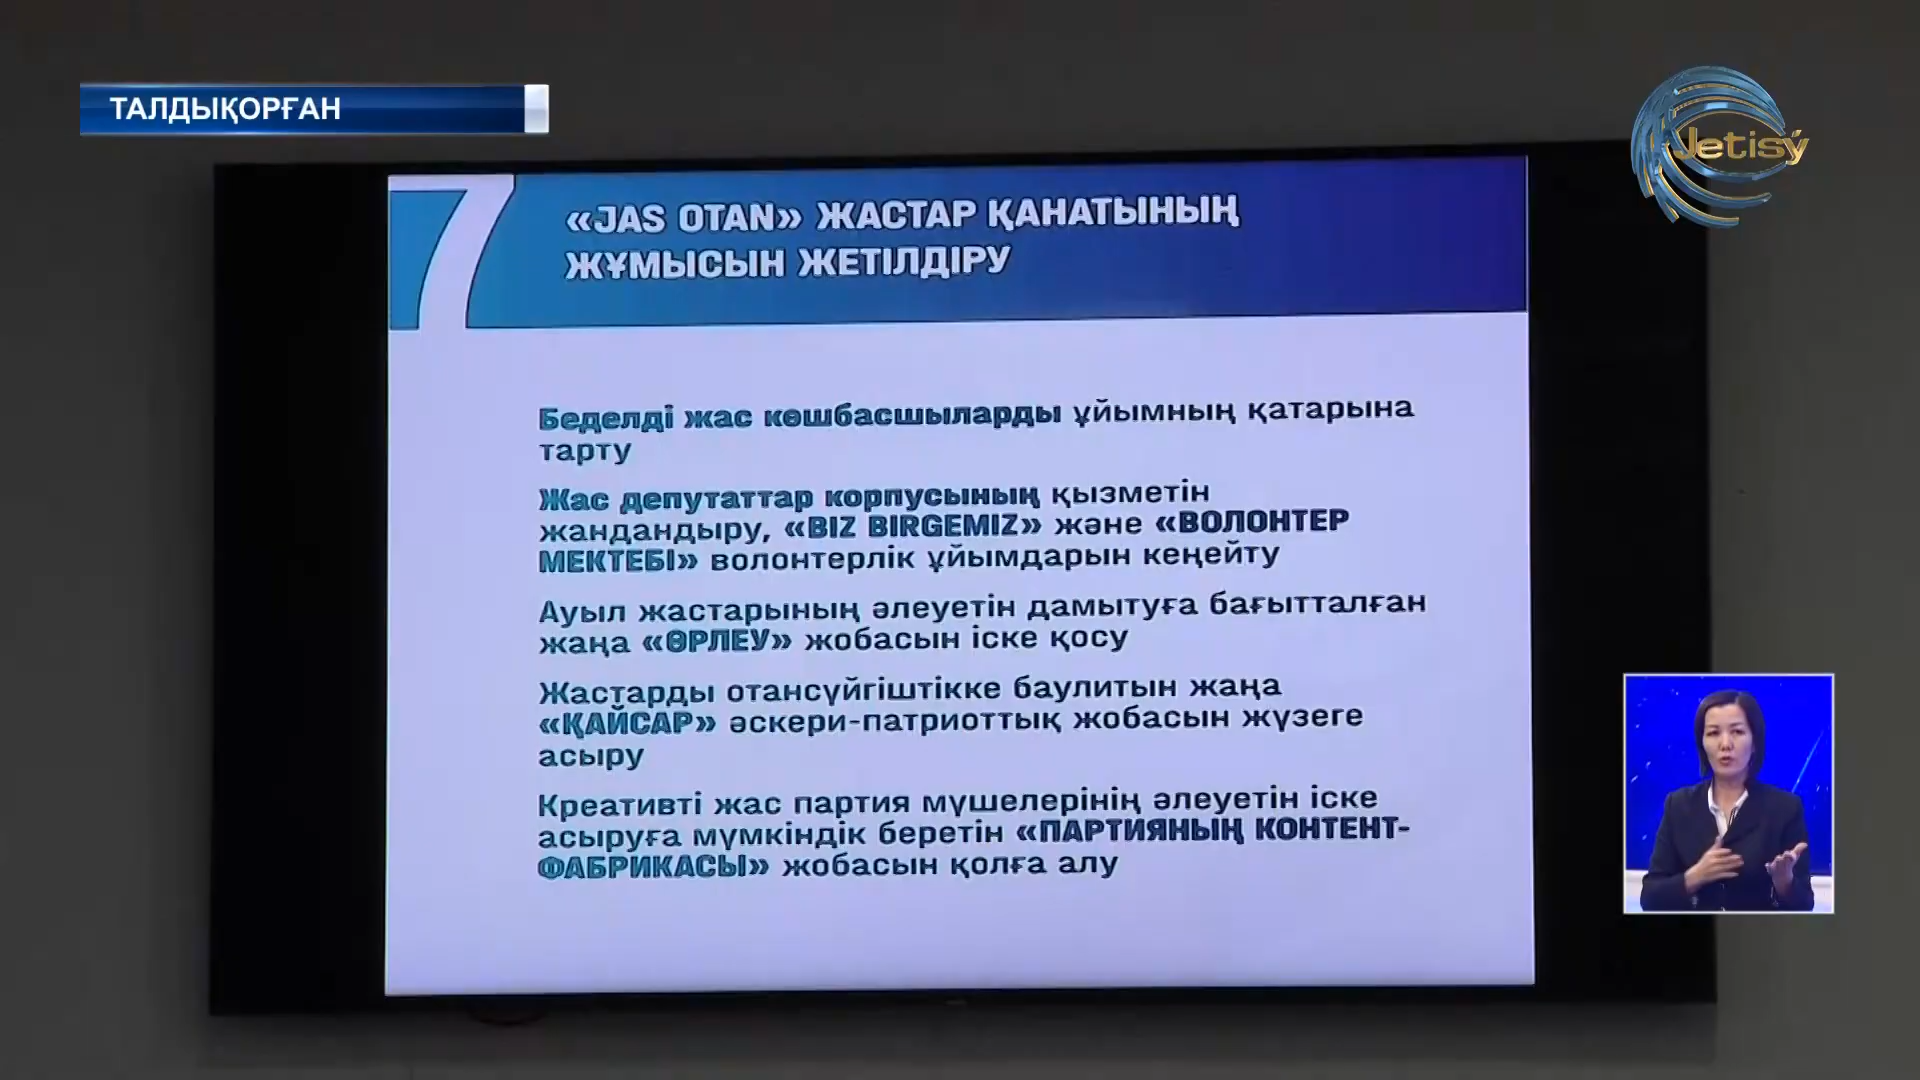 ТАЛДЫҚОРҒАН
Jetisý
7
«JAS OTAN» ЖАСТАР ҚАНАТЫНЫҢ
ЖҰМЫСЫН ЖЕТІЛДІРУ
Беделді жас көшбасшыларды ұйымның қатарына
тарту
Жас депутаттар корпусының қызметін
жандандыру, «BIZ BIRGEMIZ» және «ВОЛОНТЕР
МЕКТЕБІ» волонтерлік ұйымдарын кеңейту
Ауыл жастарының әлеуетін дамытуға бағытталған
жаңа «ӨРЛЕУ» жобасын іске қосу
Жастарды отансүйгіштікке баулитын жаңа
«ҚАЙСАР» әскери-патриоттық жобасын жүзеге
асыру
Креативті жас партия мүшелерінің әлеуетін іске
асыруға мүмкіндік беретін «ПАРТИЯНЫҢ КОНТЕНТ-
ФАБРИКАСЫ» жобасын қолға алу